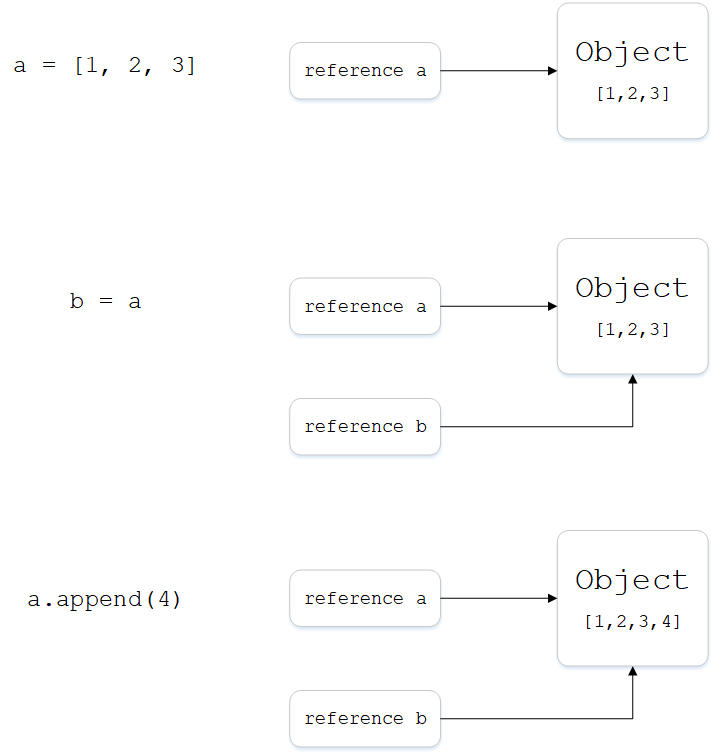 a = [1, 2, 3]
reference a
Object
[1,2,3]
b = a
reference a
Object
[1,2,3]
reference b
a.append(4)
reference a
Object
[1,2,3,4]
reference b